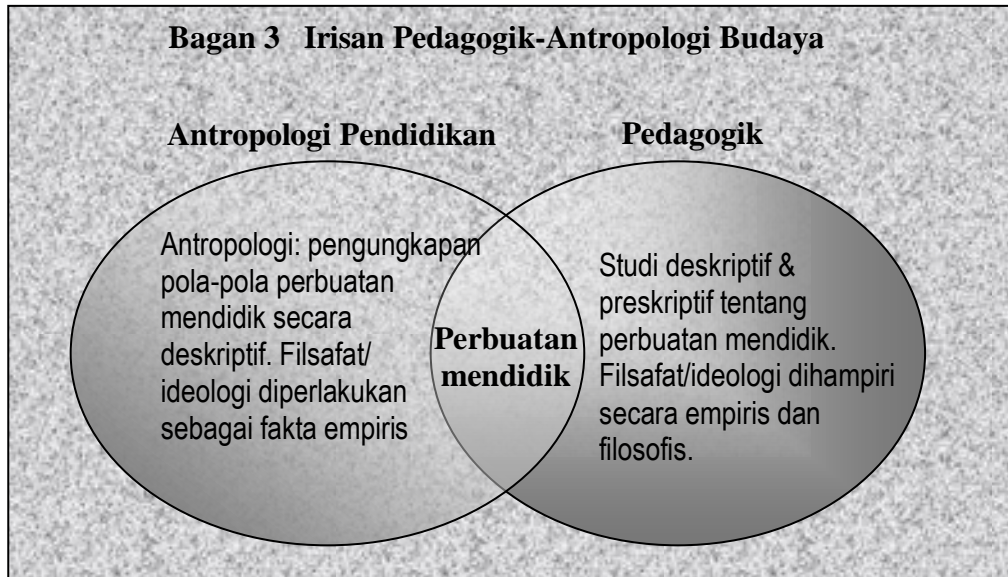 Bagan 3 Irisan Pedagogik-Antropologi Budaya
Antropologi Pendidikan
Pedagogik
Antropologi: pengungkapan
pola-pola perbuatan
mendidik secara
deskriptif. Filsafat/
ideologi diperlakukan
sebagai fakta empiris
Perbuatan
mendidik
Studi deskriptif &
preskriptif tentang
perbuatan mendidik.
Filsafat/ideologi dihampiri
secara empiris dan
filosofis.